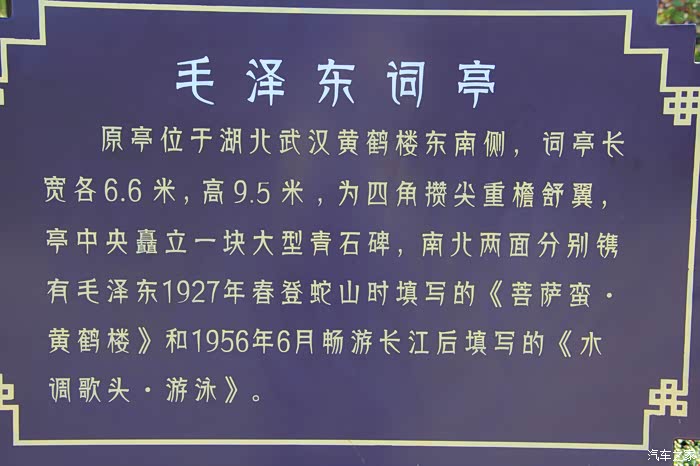 毛泽东词亭
原亭位于湖北武汉黄鹤楼东南侧，词亭长
宽各6.6米，高9.5米，为四角攒尖重檐舒翼，
亭中央矗立一块大型青石碑，南北两面分别镌
有毛泽东1927年春登蛇山时填写的《菩萨蛮·
黄鹤楼》和1956年6月畅游长江后填写的《水
调歌头·游泳》。
汽车之家